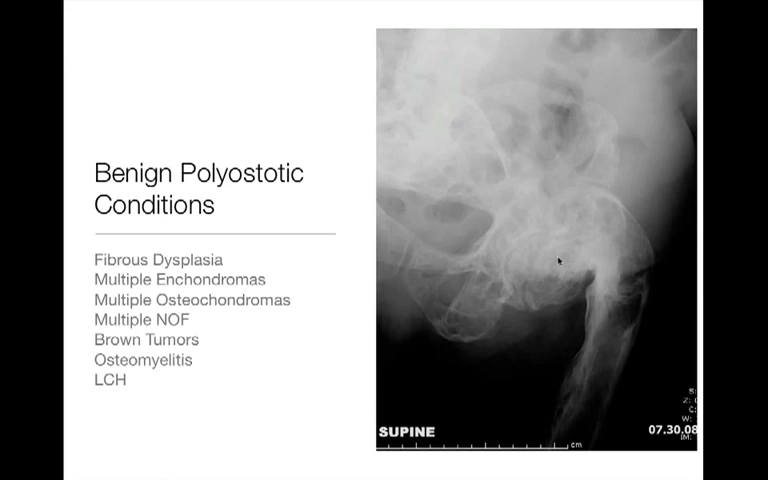 Benign Polyostotic
Conditions
Fibrous Dysplasia
Multiple Enchondromas
Multiple Osteochondromas
Multiple NOF
Brown Tumors
Osteomyelitis
LCH
S:
Z:
C:
W:
07.30.08
IM:
SUPINE
cm